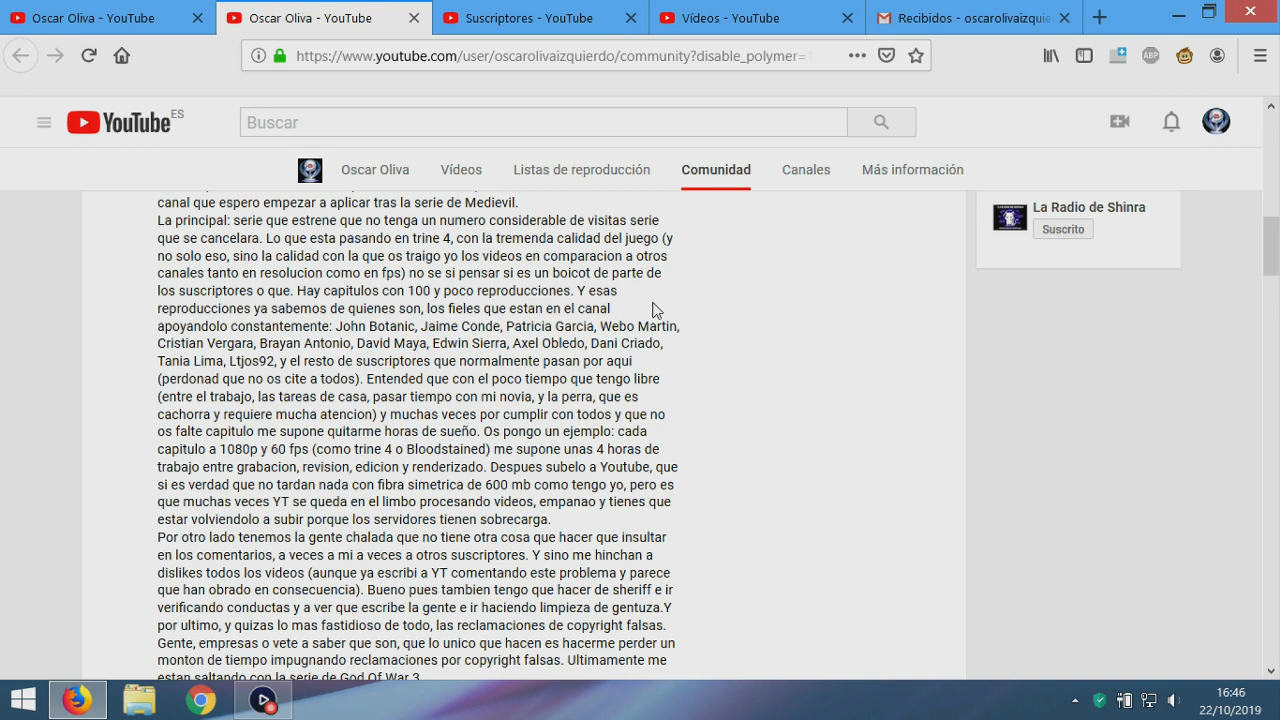 Oscar Oliva - YouTube
Oscar Oliva - YouTube
Suscriptores - YouTube
Vídeos - YouTube
Recibidos - oscarolivaizquie
https://www.youtube.com/user/oscarolivaizquierdo/community?disable_polymer=
ABP
YouTube ES
Buscar
Oscar Oliva
Vídeos
Listas de reproducción
Comunidad
Canales
Más información
canal que espero empezar a aplicar tras la serie de Medievil.
La principal: serie que estrene que no tenga un numero considerable de visitas serie
que se cancelara. Lo que esta pasando en trine 4, con la tremenda calidad del juego (y
no solo eso, sino la calidad con la que os traigo yo los videos en comparacion a otros
canales tanto en resolucion como en fps) no se si pensar si es un boicot de parte de
los suscriptores o que. Hay capitulos con 100 y poco reproducciones. Y esas
reproducciones ya sabemos de quienes son, los fieles que estan en el canal
apoyandolo constantemente: John Botanic, Jaime Conde, Patricia Garcia, Webo Martin,
Cristian Vergara, Brayan Antonio, David Maya, Edwin Sierra, Axel Obledo, Dani Criado,
Tania Lima, Ltjos92, y el resto de suscriptores que normalmente pasan por aqui
(perdonad que no os cite a todos). Entended que con el poco tiempo que tengo libre
(entre el trabajo, las tareas de casa, pasar tiempo con mi novia, y la perra, que es
cachorra y requiere mucha atencion) y muchas veces por cumplir con todos y que no
os falte capitulo me supone quitarme horas de sueño. Os pongo un ejemplo: cada
capitulo a 1080p y 60 fps (como trine 4 o Bloodstained) me supone unas 4 horas de
trabajo entre grabacion, revision, edicion y renderizado. Despues subelo a Youtube, que
si es verdad que no tardan nada con fibra simetrica de 600 mb como tengo yo, pero es
que muchas veces YT se queda en el limbo procesando videos, empanao y tienes que
estar volviendolo a subir porque los servidores tienen sobrecarga.
Por otro lado tenemos la gente chalada que no tiene otra cosa que hacer que insultar
en los comentarios, a veces a mi a veces a otros suscriptores. Y sino me hinchan a
dislikes todos los videos (aunque ya escribi a YT comentando este problema y parece
que han obrado en consecuencia). Bueno pues tambien tengo que hacer de sheriff e ir
verificando conductas y a ver que escribe la gente e ir haciendo limpieza de gentuza.Y
por ultimo, y quizas lo mas fastidioso de todo, las reclamaciones de copyright falsas.
Gente, empresas o vete a saber que son, que lo unico que hacen es hacerme perder un
monton de tiempo impugnando reclamaciones por copyright falsas. Ultimamente me
estan saltando con la serie de God Of War 3
La Radio de Shinra
Suscrito
16:46
22/10/2019